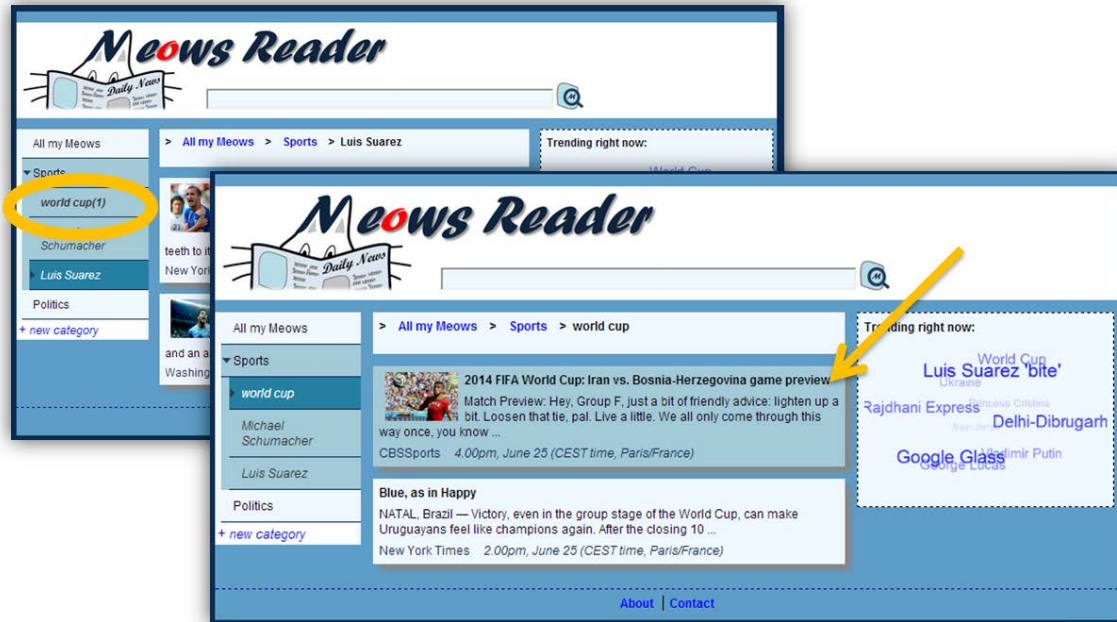 Meows Reader
Daily News
All my Meows
Sports
world cup(1)
Schumacher
Luis Suarez
Politics
+ new category
> All my Meows > Sports > Luis Suarez
teeth to it
New Yor
and an a
Washing
Trending right now:
World Cup
Meows Reader
Daily News
All my Meows
Sports
world cup
Michael
Schumacher
Luis Suarez
Politics
+ new category
> All my Meows > Sports > world cup
2014 FIFA World Cup: Iran vs. Bosnia-Herzegovina game preview
Match Preview: Hey, Group F, just a bit of friendly advice: lighten up a
bit. Loosen that tie, pal. Live a little. We all only come through this
way once, you know ...
CBSSports 4.00pm, June 25 (CEST time, Paris/France)
Blue, as in Happy
NATAL, Brazil — Victory, even in the group stage of the World Cup, can make
Uruguayans feel like champions again. After the closing 10 ...
New York Times 2.00pm, June 25 (CEST time, Paris/France)
Trending right now:
World Cup
Luis Suarez 'bite'
Ukraine
Rajdhani Express
Princess Cristina
Delhi-Dibrugarh
Google Glass
Vladimir Putin
George Lucas
About | Contact